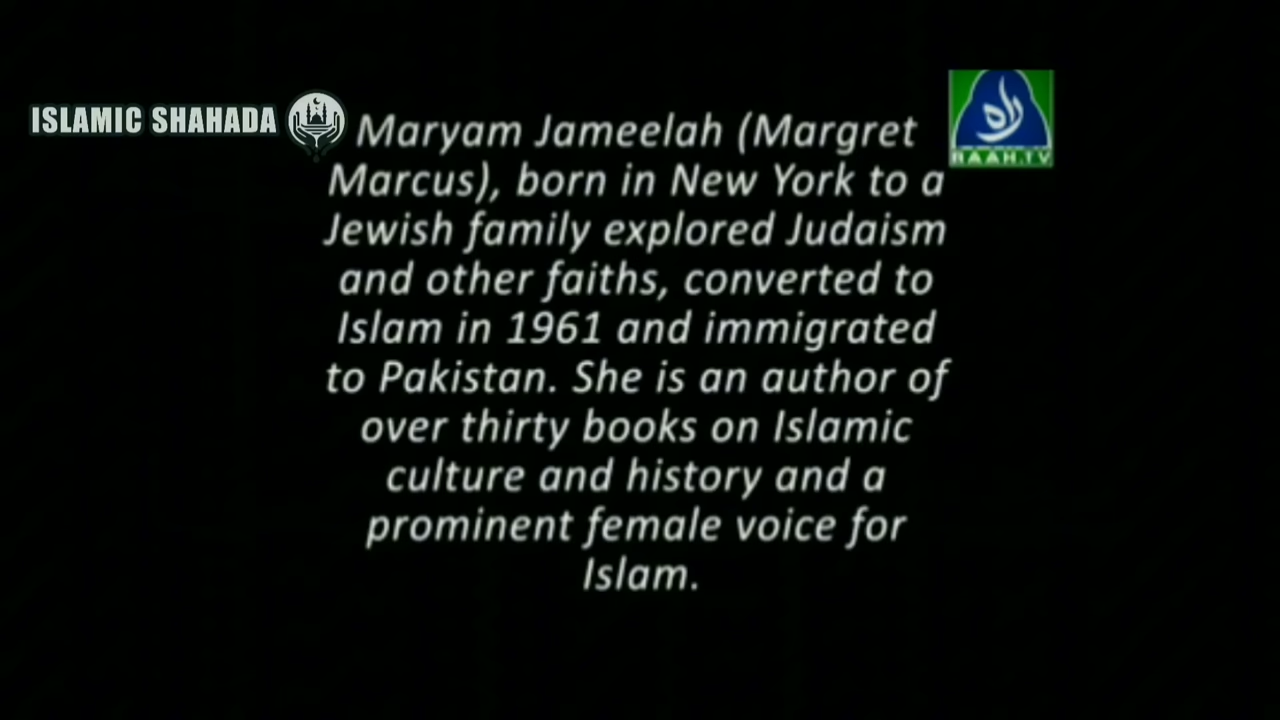 ISLAMIC SHAHADA
راه
RAAH.TV
Maryam Jameelah (Margret
Marcus), born in New York to a
Jewish family explored Judaism
and other faiths, converted to
Islam in 1961 and immigrated
to Pakistan. She is an author of
over thirty books on Islamic
culture and history and a
prominent female voice for
Islam.